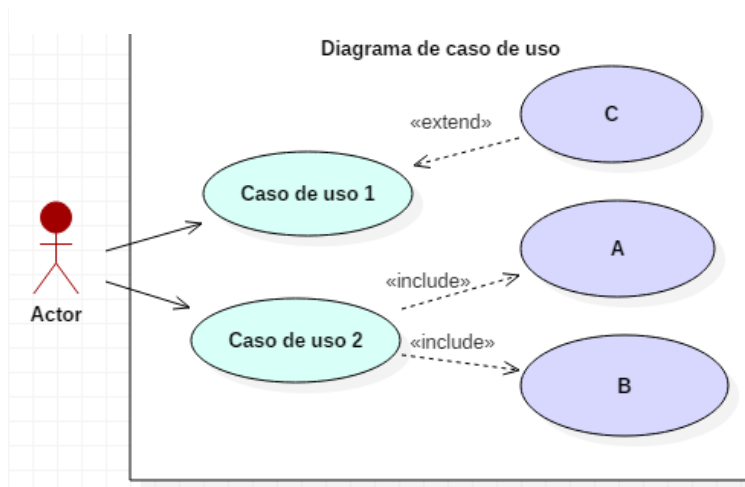 Diagrama de caso de uso
C
«extend»
Caso de uso 1
A
«include»
Actor
Caso de uso 2
«include»
B